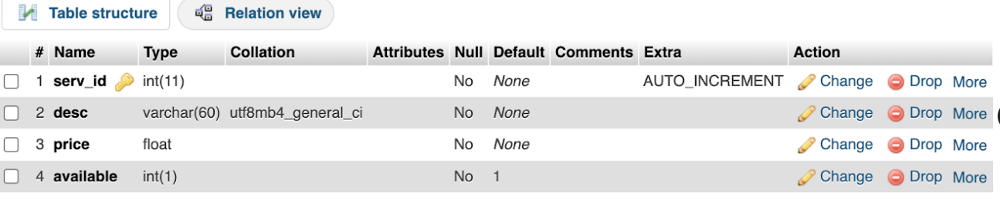 Table structure Relation view
# Name Type Collation Attributes Null Default Comments Extra Action
1 serv_id int(11) No None AUTO_INCREMENT Change Drop More
2 desc varchar(60) utf8mb4_general_ci No None Change Drop More (
3 price float No None Change Drop More
4 available int(1) No 1 Change Drop More